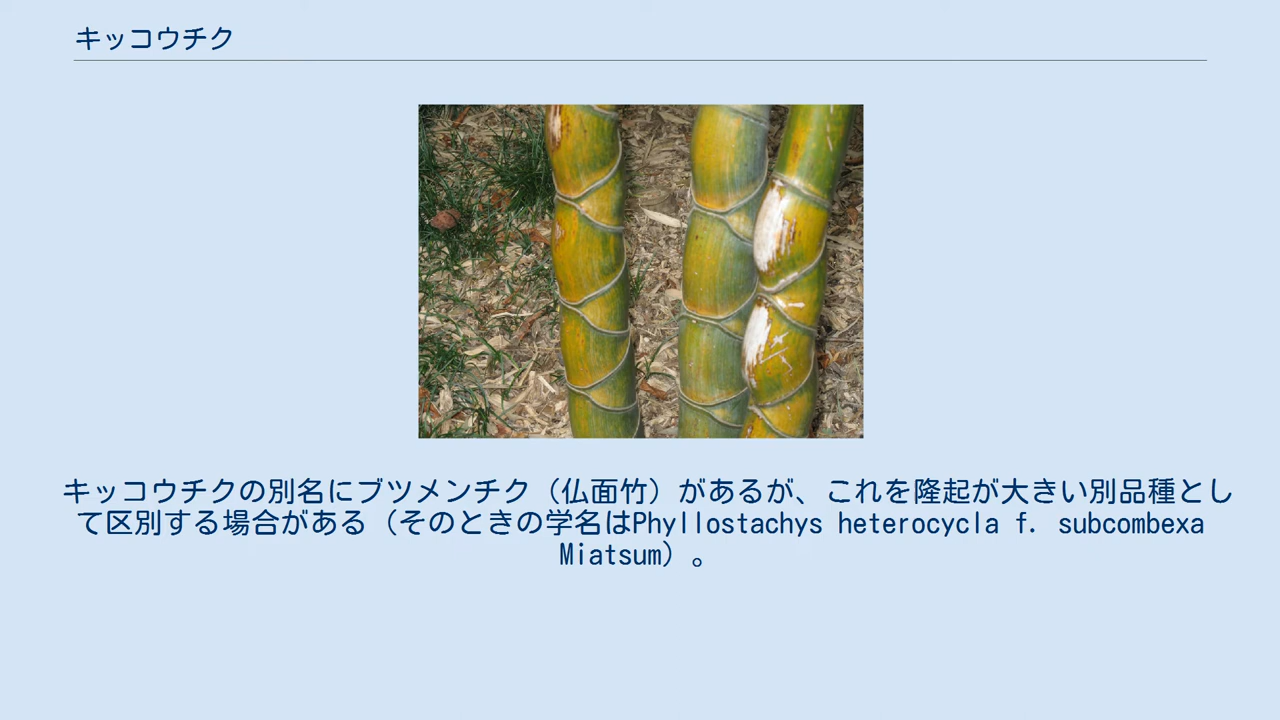 キッコウチク
キッコウチクの別名にブツメンチク（仏面竹）があるが、これを隆起が大きい別品種とし
て区別する場合がある（そのときの学名はPhyllostachys heterocycla f. subcombexa
Miatsum）。